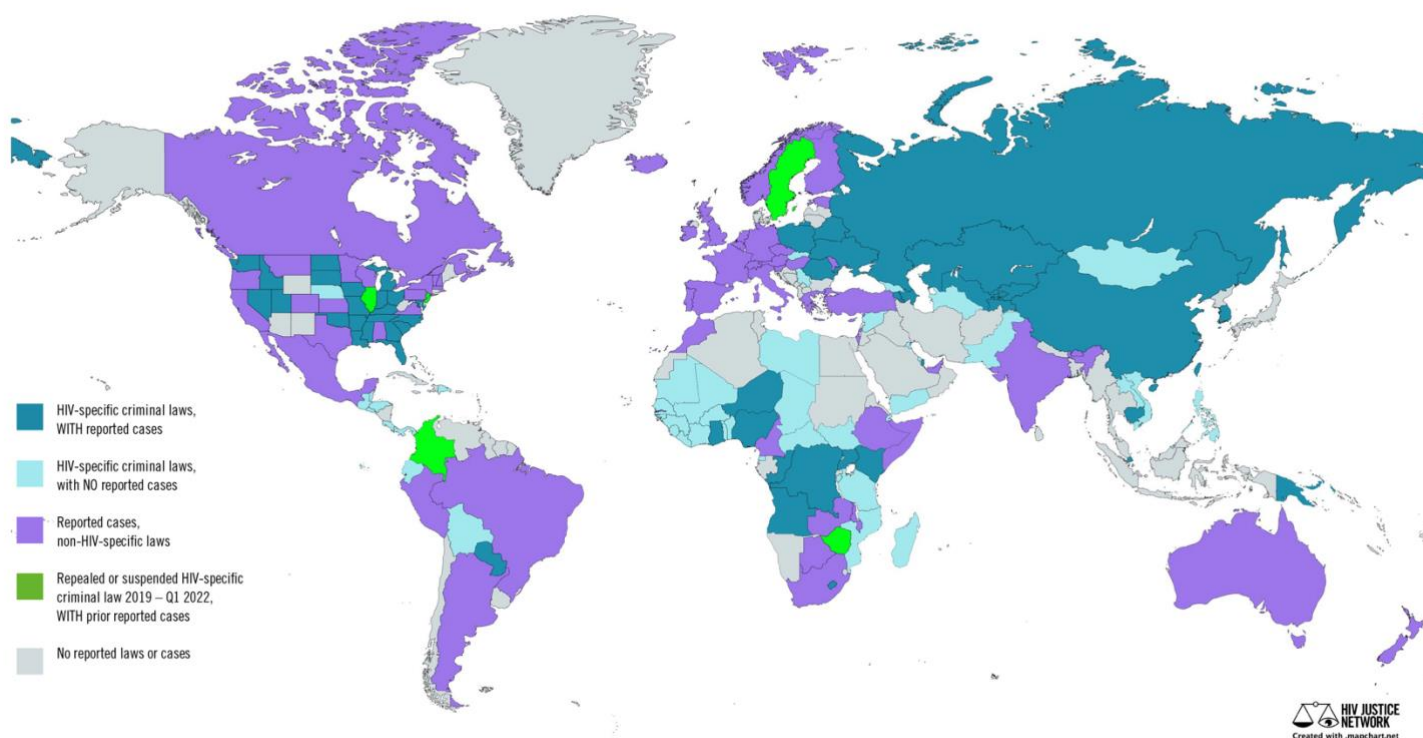 HIV-specific criminal laws,
WITH reported cases
HIV-specific criminal laws,
with NO reported cases
Reported cases,
non-HIV-specific laws
Repealed or suspended HIV-specific
criminal law 2019 – Q1 2022,
WITH prior reported cases
No reported laws or cases
HIV JUSTICE
NETWORK
Created with .mapchart.net